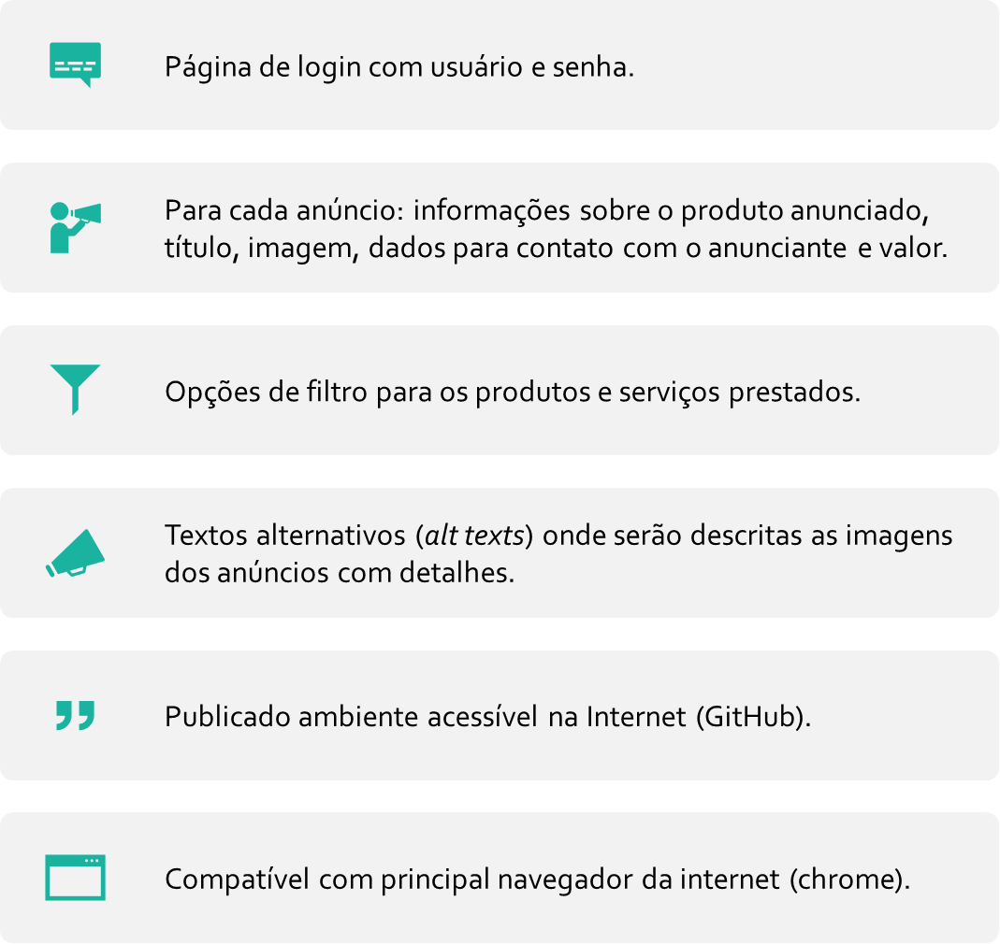 Página de login com usuário e senha.
Para cada anúncio: informações sobre o produto anunciado,
título, imagem, dados para contato com o anunciante e valor.
Opções de filtro para os produtos e serviços prestados.
Textos alternativos (alt texts) onde serão descritas as imagens
dos anúncios com detalhes.
Publicado ambiente acessível na Internet (GitHub).
Compatível com principal navegador da internet (chrome).